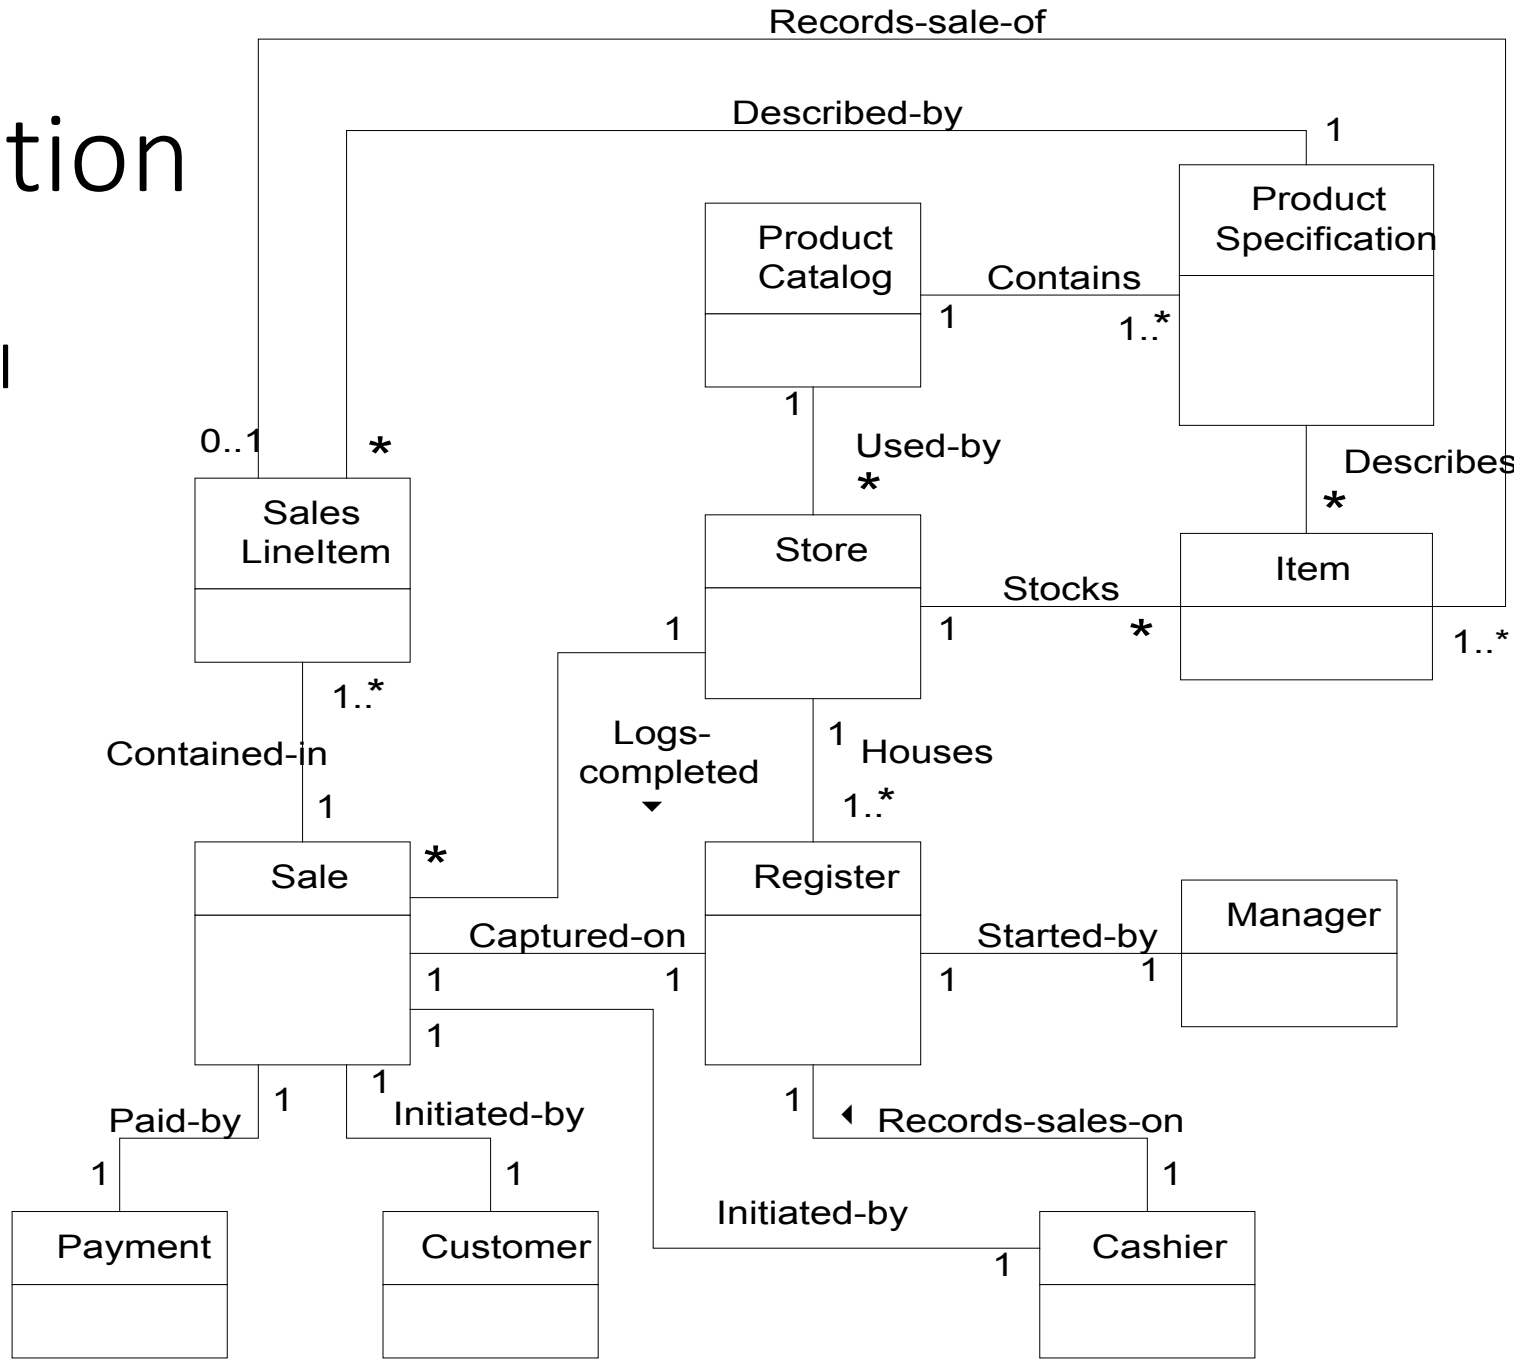 Records-sale-of
Described-by
1
tion
Product
Specification
Product
Catalog
Contains
1
1..*
l
1
0..1
*
Used-by
*
Describes
*
Sales
LineItem
Store
Item
Stocks
1
1
*
1..*
1..*
Logs-
completed
1
Houses
Contained-in
1
1..*
*
Sale
Register
Manager
Captured-on
Started-by
1
1
1
1
1
1
1
1
Paid-by
Initiated-by
Records-sales-on
1
1
1
Initiated-by
1
Payment
Customer
Cashier